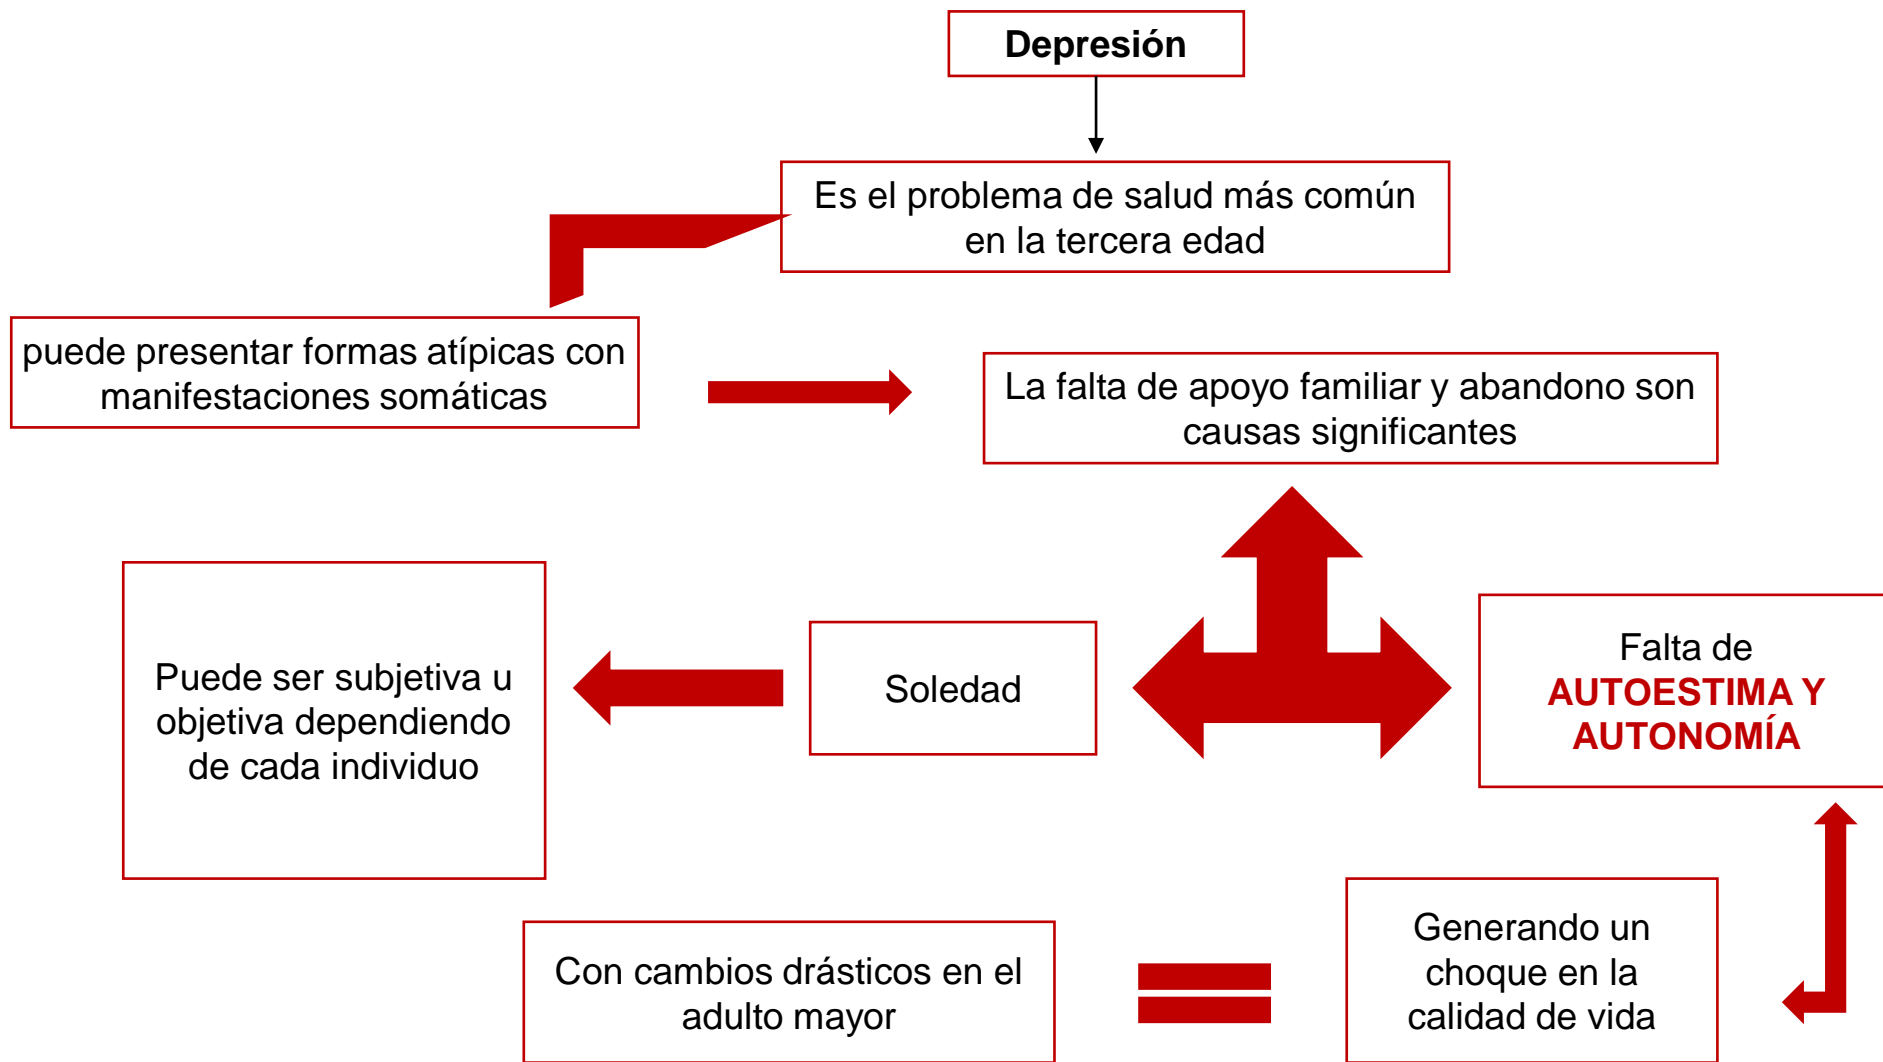 Depresión
Es el problema de salud más común
en la tercera edad
puede presentar formas atípicas con
manifestaciones somáticas
La falta de apoyo familiar y abandono son
causas significantes
Puede ser subjetiva u
objetiva dependiendo
de cada individuo
Soledad
Falta de
AUTOESTIMA Y
AUTONOMÍA
Con cambios drásticos en el
adulto mayor
Generando un
choque en la
calidad de vida